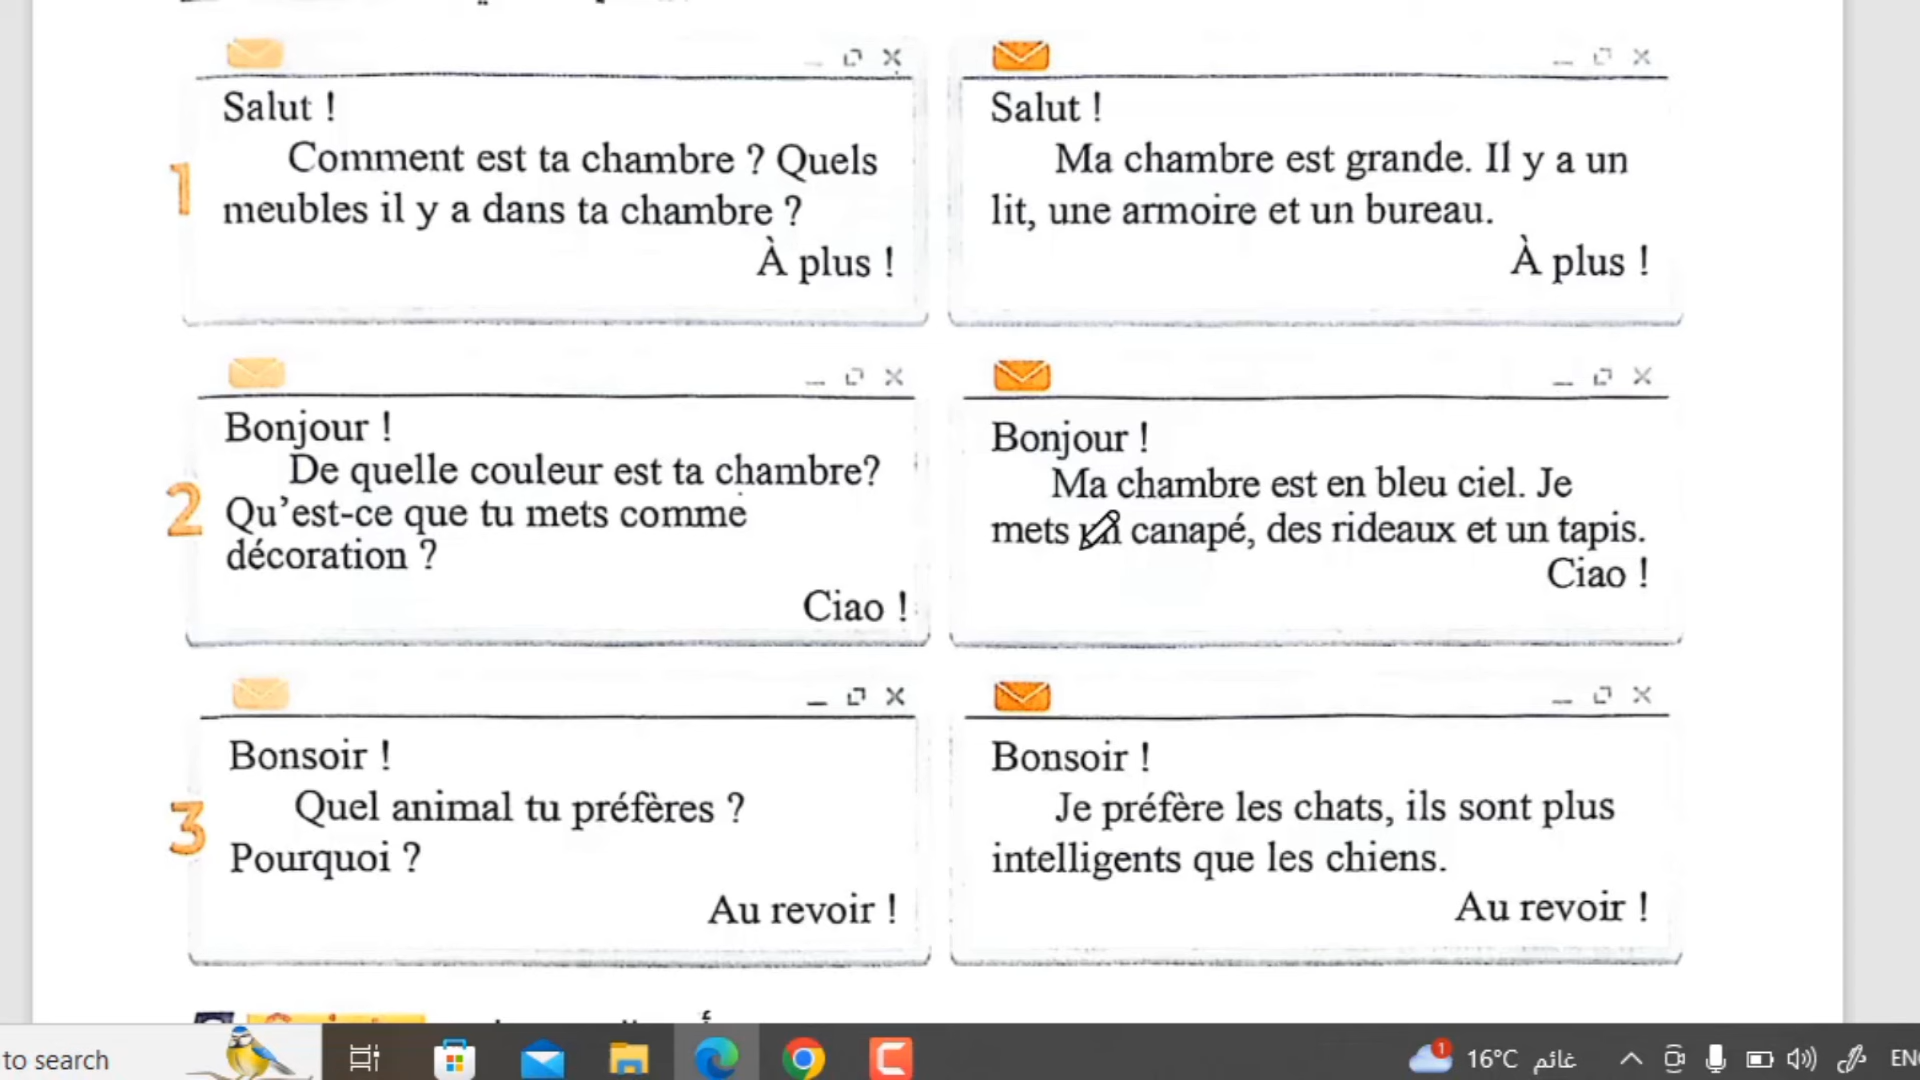 Salut !
Comment est ta chambre ? Quels
meubles il y a dans ta chambre ?
À plus !
Salut !
Ma chambre est grande. Il y a un
lit, une armoire et un bureau.
À plus !
1
Bonjour !
De quelle couleur est ta chambre?
Qu’est-ce que tu mets comme
décoration ?
Ciao !
Bonjour !
Ma chambre est en bleu ciel. Je
mets un canapé, des rideaux et un tapis.
Ciao !
2
Bonsoir !
Quel animal tu préfères ?
Pourquoi ?
Au revoir !
Bonsoir !
Je préfère les chats, ils sont plus
intelligents que les chiens.
Au revoir !
3
to search
1
16°C غائم